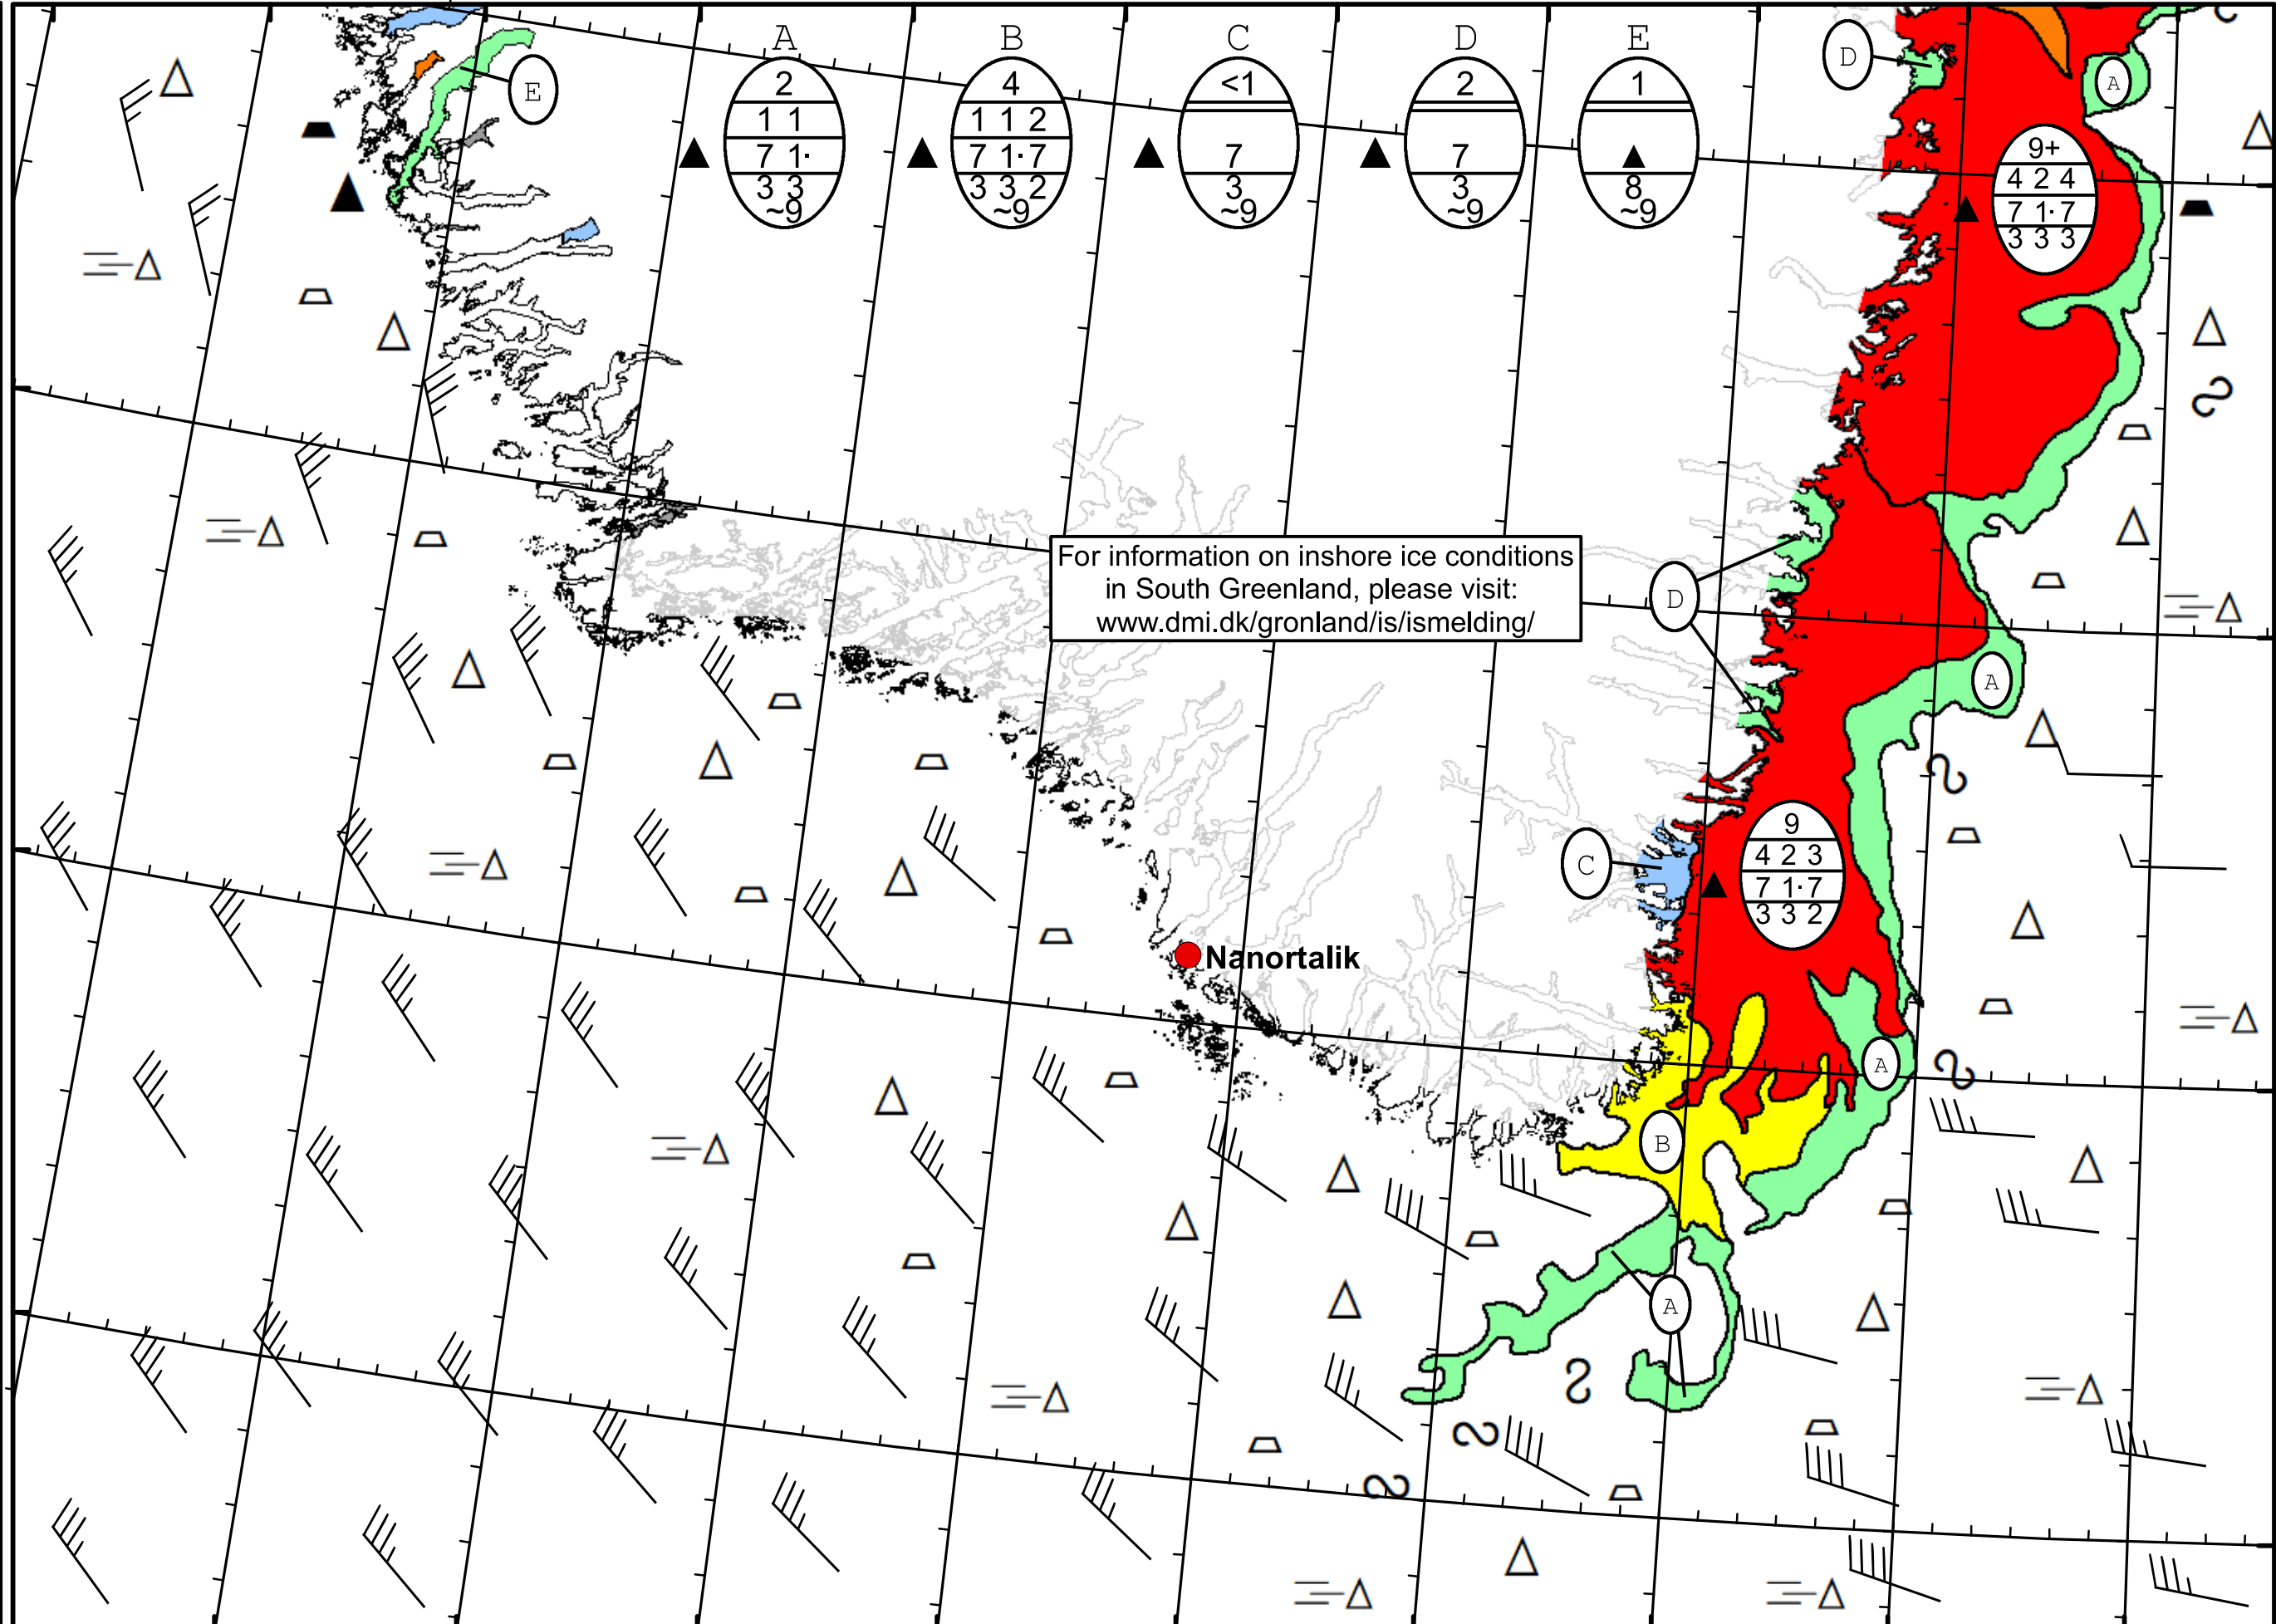 A B C D E
2
1 1
7 1·
3 3
~9
4
1 1 2
7 1·7
3 3 2
~9
<1
7
3
~9
2
7
3
~9
1
8
~9
E
D
A
9+
4 2 4
7 1·7
3 3 3
For information on inshore ice conditions
in South Greenland, please visit:
www.dmi.dk/gronland/is/ismelding/
D
A
9
4 2 3
7 1·7
3 3 2
C
Nanortalik
A
B
A